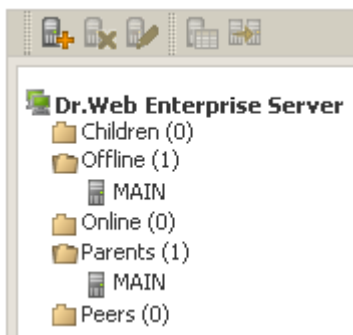 Dr.Web Enterprise Server
Children (0)
Offline (1)
MAIN
Online (0)
Parents (1)
MAIN
Peers (0)